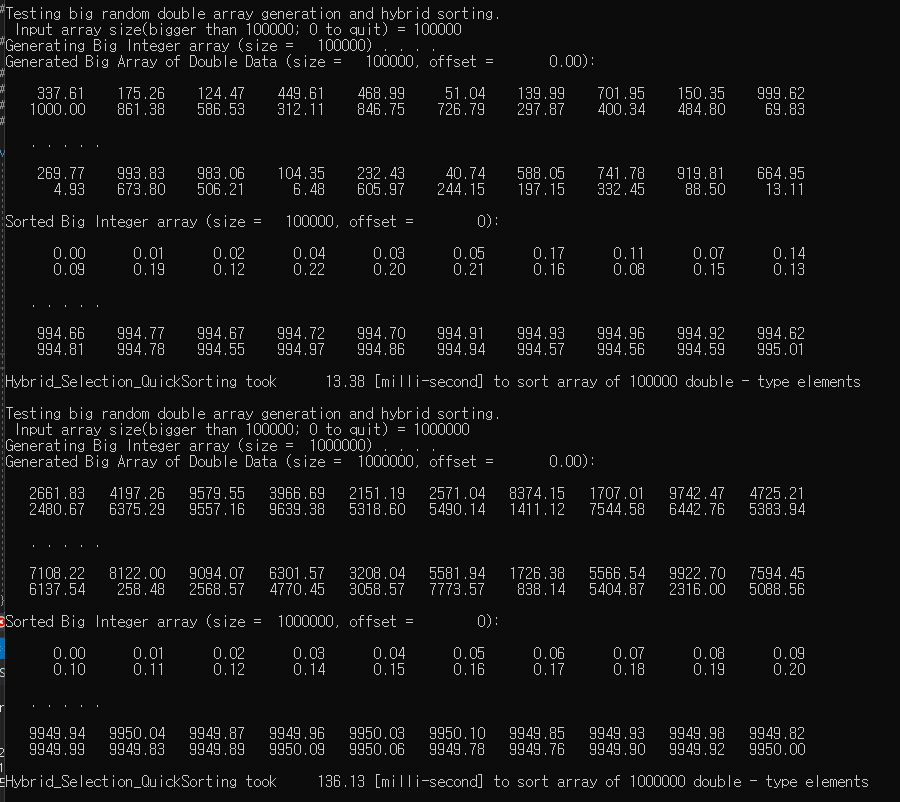 Testing big random double array generation and hybrid sorting.
Input array size(bigger than 100000; 0 to quit) = 100000
Generating Big Integer array (size = 100000) . . . .
Generated Big Array of Double Data (size = 100000, offset = 0.00):
337.61 175.26 124.47 449.61 468.99 51.04 139.99 701.95 150.35 999.62
1000.00 861.38 586.53 312.11 846.75 726.79 297.87 400.34 484.80 69.83
. . . . .
269.77 993.83 983.06 104.35 232.43 40.74 588.05 741.78 919.81 664.95
4.93 673.80 506.21 6.48 605.97 244.15 197.15 332.45 88.50 13.11
Sorted Big Integer array (size = 100000, offset = 0):
0.00 0.01 0.02 0.04 0.03 0.05 0.17 0.11 0.07 0.14
0.09 0.19 0.12 0.22 0.20 0.21 0.16 0.08 0.15 0.13
. . . . .
994.66 994.77 994.67 994.72 994.70 994.91 994.93 994.96 994.92 994.62
994.81 994.78 994.55 994.97 994.86 994.94 994.57 994.56 994.59 995.01
Hybrid_Selection_QuickSorting took 13.38 [milli-second] to sort array of 100000 double - type elements
Testing big random double array generation and hybrid sorting.
Input array size(bigger than 100000; 0 to quit) = 1000000
Generating Big Integer array (size = 1000000) . . . .
Generated Big Array of Double Data (size = 1000000, offset = 0.00):
2661.83 4197.26 9579.55 3966.69 2151.19 2571.04 8374.15 1707.01 9742.47 4725.21
2480.67 6375.29 9557.16 9639.38 5318.60 5490.14 1411.12 7544.58 6442.76 5383.94
. . . . .
7108.22 8122.00 9094.07 6301.57 3208.04 5581.94 1726.38 5566.54 9922.70 7594.45
6137.54 258.48 2568.57 4770.45 3058.57 7773.57 838.14 5404.87 2316.00 5088.56
Sorted Big Integer array (size = 1000000, offset = 0):
0.00 0.01 0.02 0.03 0.04 0.05 0.06 0.07 0.08 0.09
0.10 0.11 0.12 0.14 0.15 0.16 0.17 0.18 0.19 0.20
. . . . .
9949.94 9950.04 9949.87 9949.96 9950.03 9950.10 9949.85 9949.93 9949.98 9949.82
9949.99 9949.83 9949.89 9950.09 9950.06 9949.78 9949.76 9949.90 9949.92 9950.00
Hybrid_Selection_QuickSorting took 136.13 [milli-second] to sort array of 1000000 double - type elements